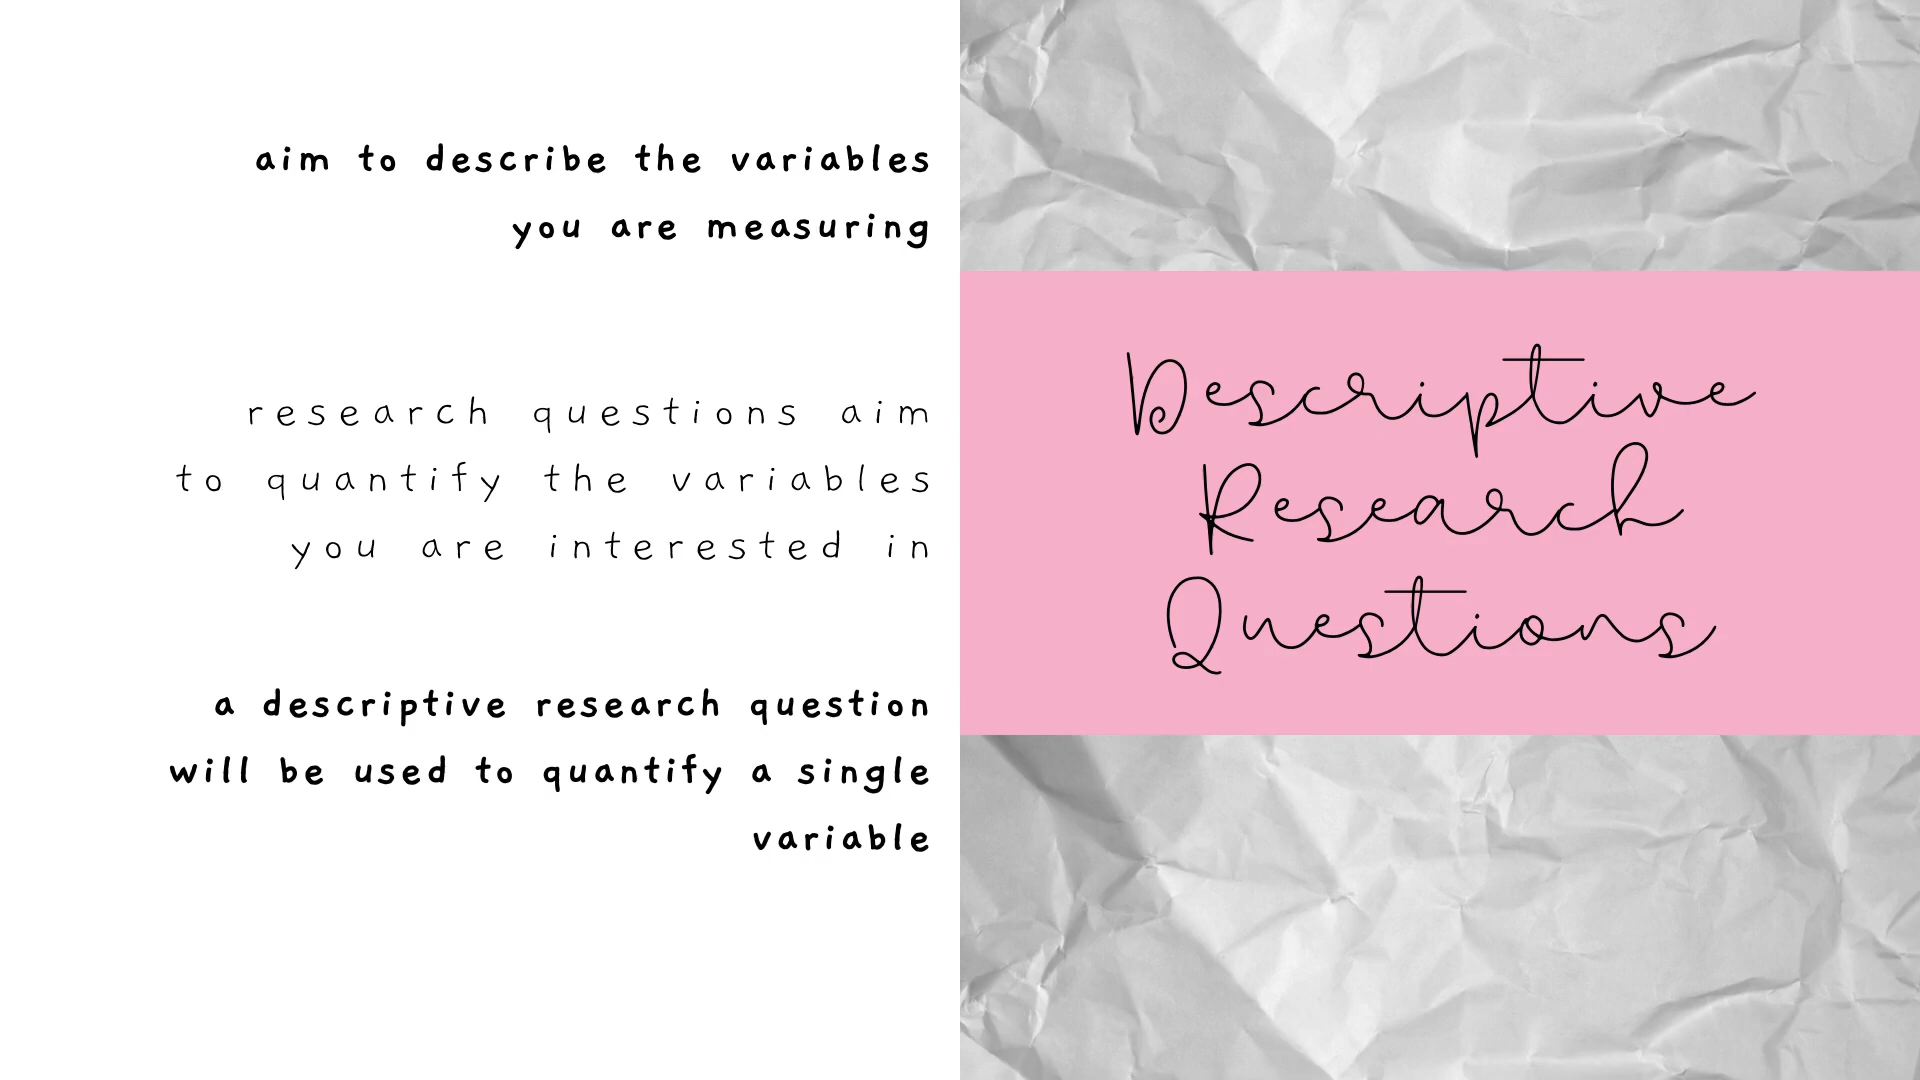 aim to describe the variables
you are measuring
research questions aim
to quantify the variables
you are interested in
a descriptive research question
will be used to quantify a single
variable
Descriptive
Research
Questions